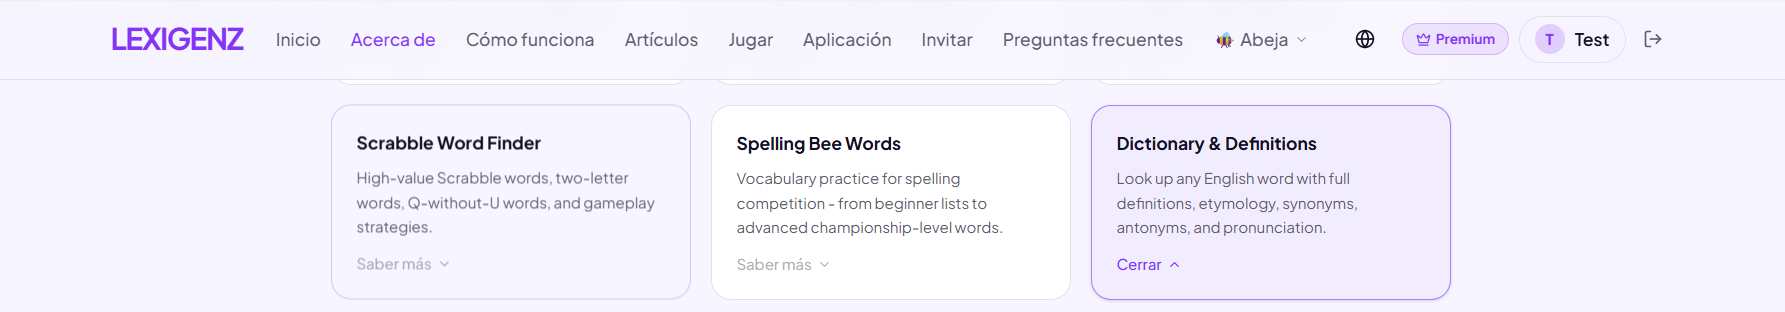 LEXIGENZ Inicio Acerca de Cómo funciona Artículos Jugar Aplicación Invitar Preguntas frecuentes Abeja Premium T Test
Scrabble Word Finder
High-value Scrabble words, two-letter
words, Q-without-U words, and gameplay
strategies.
Saber más
Spelling Bee Words
Vocabulary practice for spelling
competition - from beginner lists to
advanced championship-level words.
Saber más
Dictionary & Definitions
Look up any English word with full
definitions, etymology, synonyms,
antonyms, and pronunciation.
Cerrar